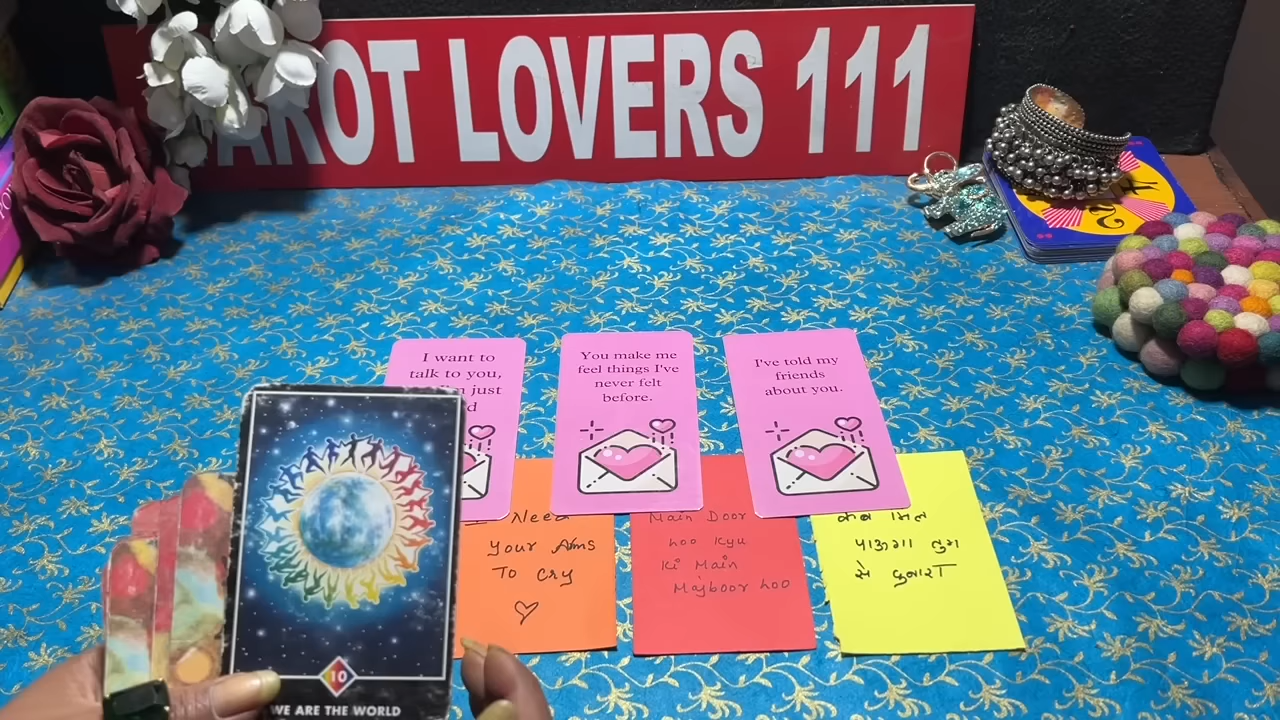 TAROT LOVERS 111
I want to
talk to you,
just
You make me
feel things I've
never felt
before.
I've told my
friends
about you.
I Need
Your Arms
To Cry
Main Door
hoo Kyu
Ki Main
Majboor hoo
कब मिल
पाऊगा तुम
से दुबारा
10
WE ARE THE WORLD